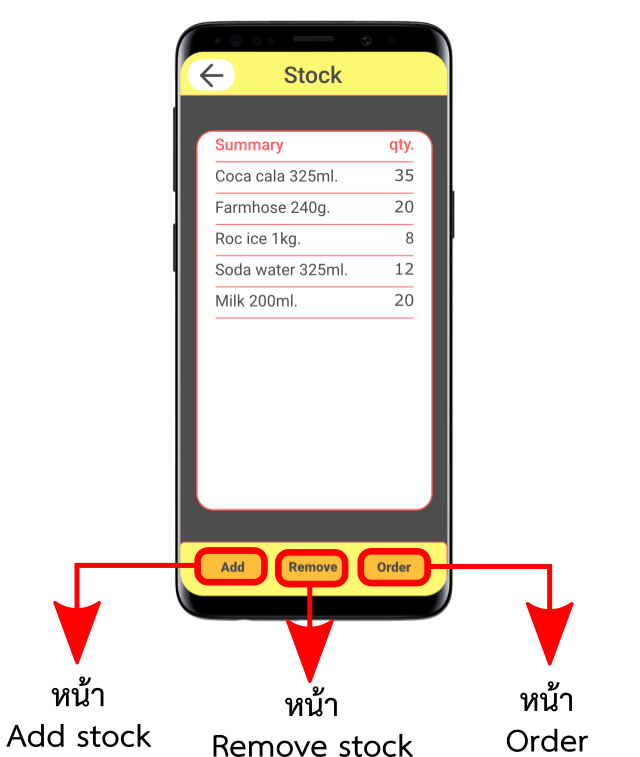 Stock
Summary qty.
Coca cala 325ml. 35
Farmhose 240g. 20
Roc ice 1kg. 8
Soda water 325ml. 12
Milk 200ml. 20
Add Remove Order
หน้า
Add stock
หน้า
Remove stock
หน้า
Order